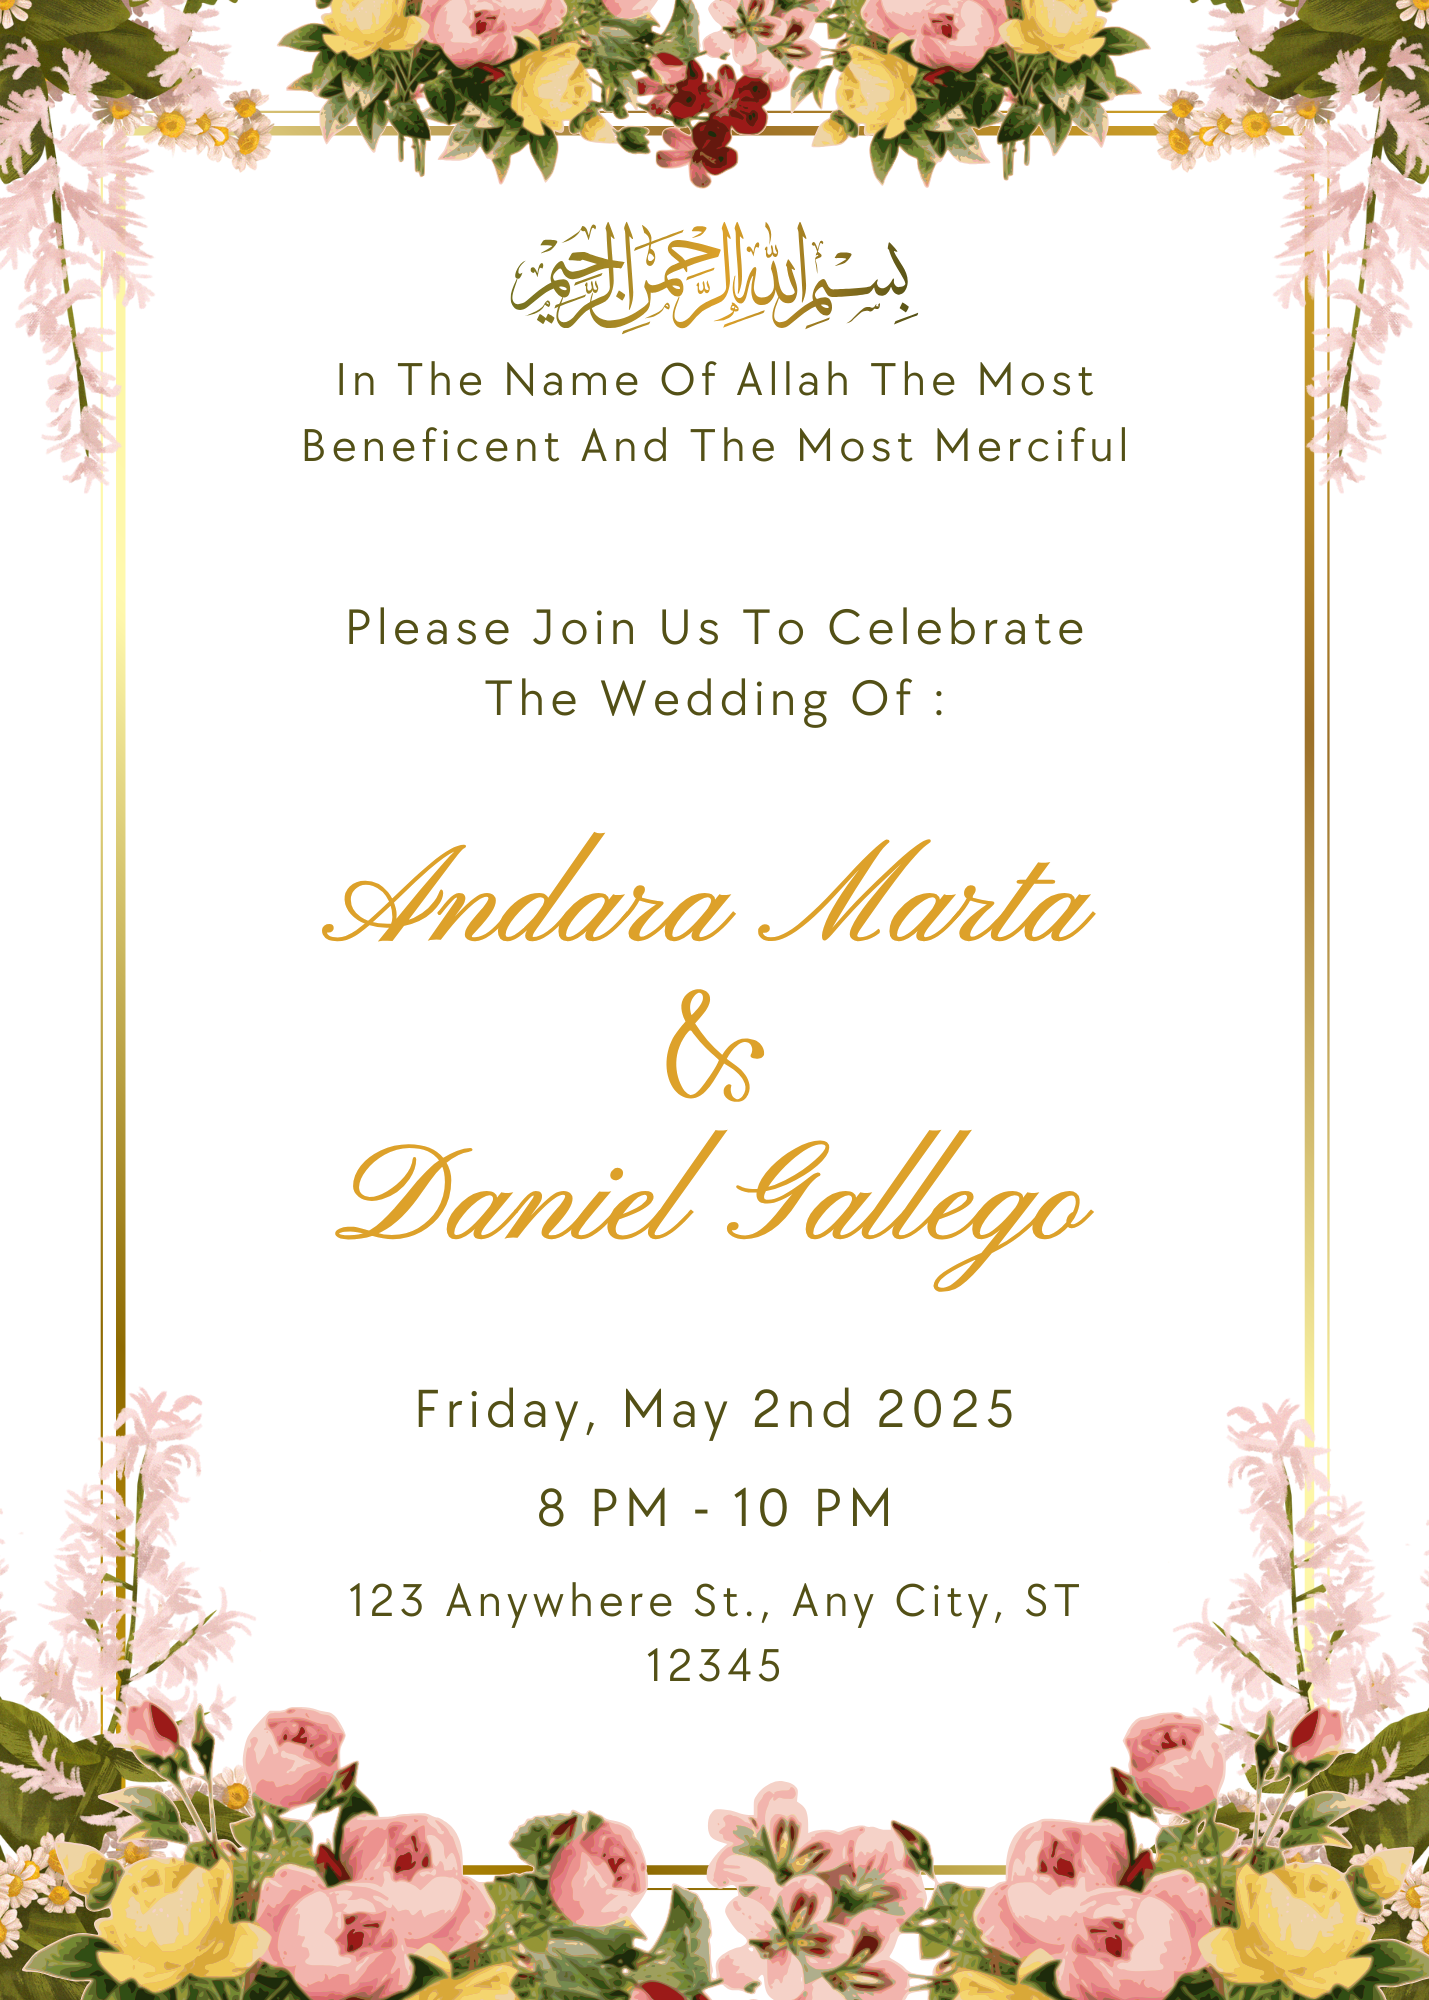 بسم الله الرحمن الرحيم
In The Name Of Allah The Most
Beneficent And The Most Merciful
Please Join Us To Celebrate
The Wedding Of :
Andara Marta
&
Daniel Gallego
Friday, May 2nd 2025
8 PM - 10 PM
123 Anywhere St., Any City, ST
12345